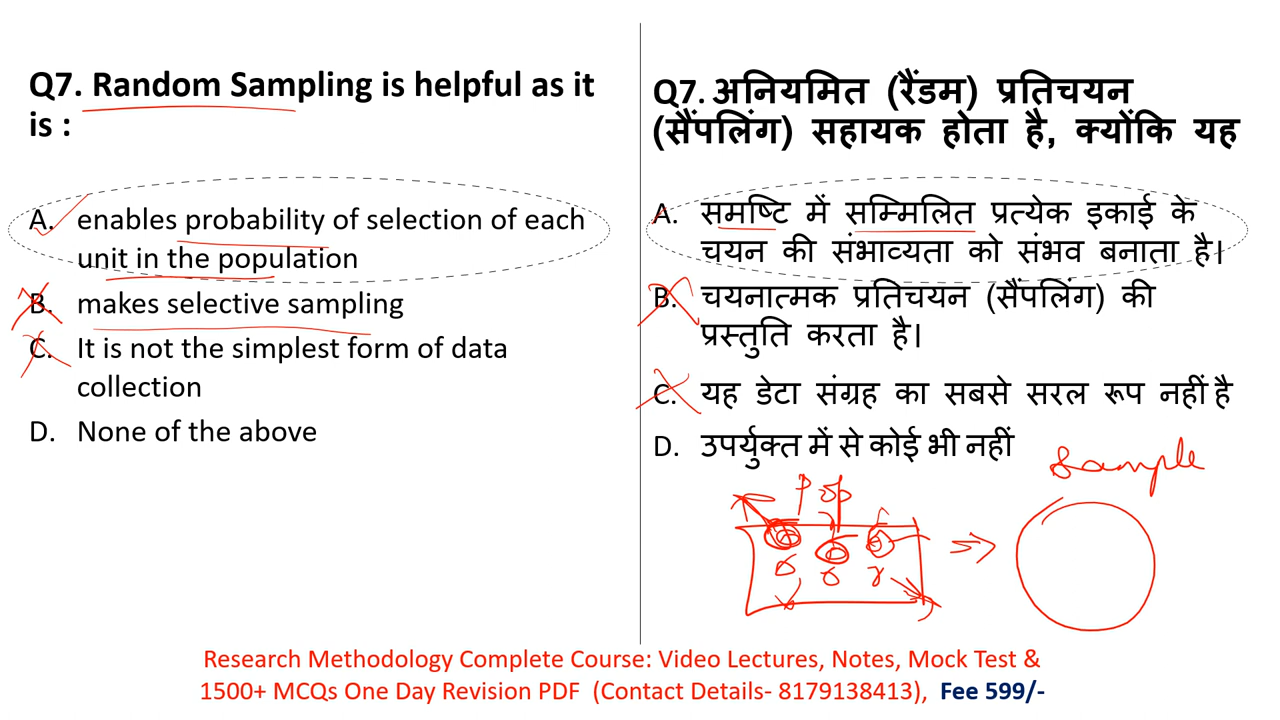 Q7. Random Sampling is helpful as it
is :
A. enables probability of selection of each
unit in the population
B. makes selective sampling
C. It is not the simplest form of data
collection
D. None of the above
Q7. अनियमित (रैंडम) प्रतिचयन
(सैंपलिंग) सहायक होता है, क्योंकि यह
A. समष्टि में सम्मिलित प्रत्येक इकाई के
चयन की संभाव्यता को संभव बनाता है।
B. चयनात्मक प्रतिचयन (सैंपलिंग) की
प्रस्तुति करता है।
C. यह डेटा संग्रह का सबसे सरल रूप नहीं है
D. उपर्युक्त में से कोई भी नहीं
Sample
Pop
Research Methodology Complete Course: Video Lectures, Notes, Mock Test &
1500+ MCQs One Day Revision PDF (Contact Details- 8179138413), Fee 599/-